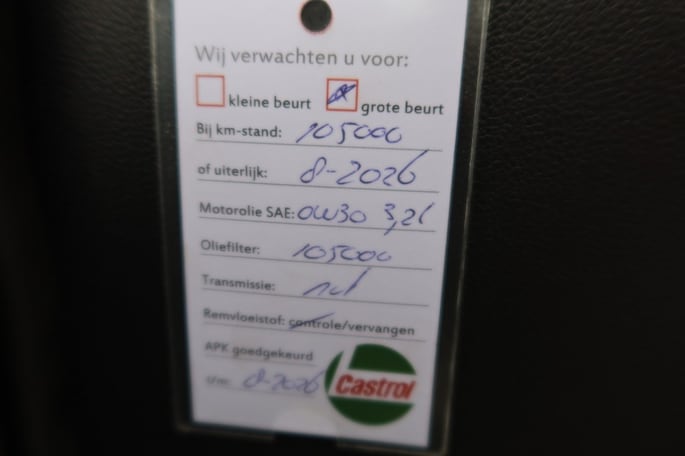 Wij verwachten u voor:
kleine beurt grote beurt
Bij km-stand: 105000
of uiterlijk: 8-2026
Motorolie SAE: 0W30 3,2l
Oliefilter: 105000
Transmissie:
Remvloeistof: controle/vervangen
APK goedgekeurd
t/m: 8-2026
Castrol